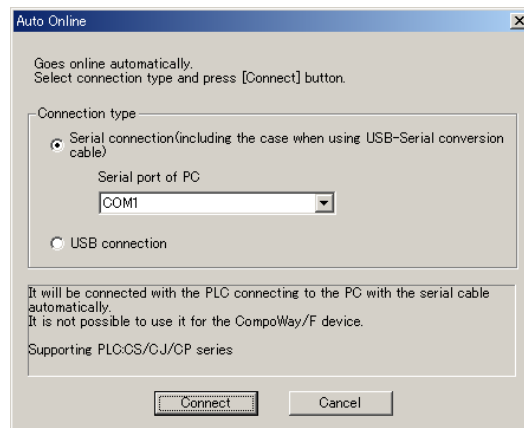 Auto Online
Goes online automatically.
Select connection type and press [Connect] button.
Connection type
Serial connection(including the case when using USB-Serial conversion
cable)
Serial port of PC
COM1
USB connection
It will be connected with the PLC connecting to the PC with the serial cable
automatically.
It is not possible to use it for the CompoWay/F device.
Supporting PLC:CS/CJ/CP series
Connect
Cancel